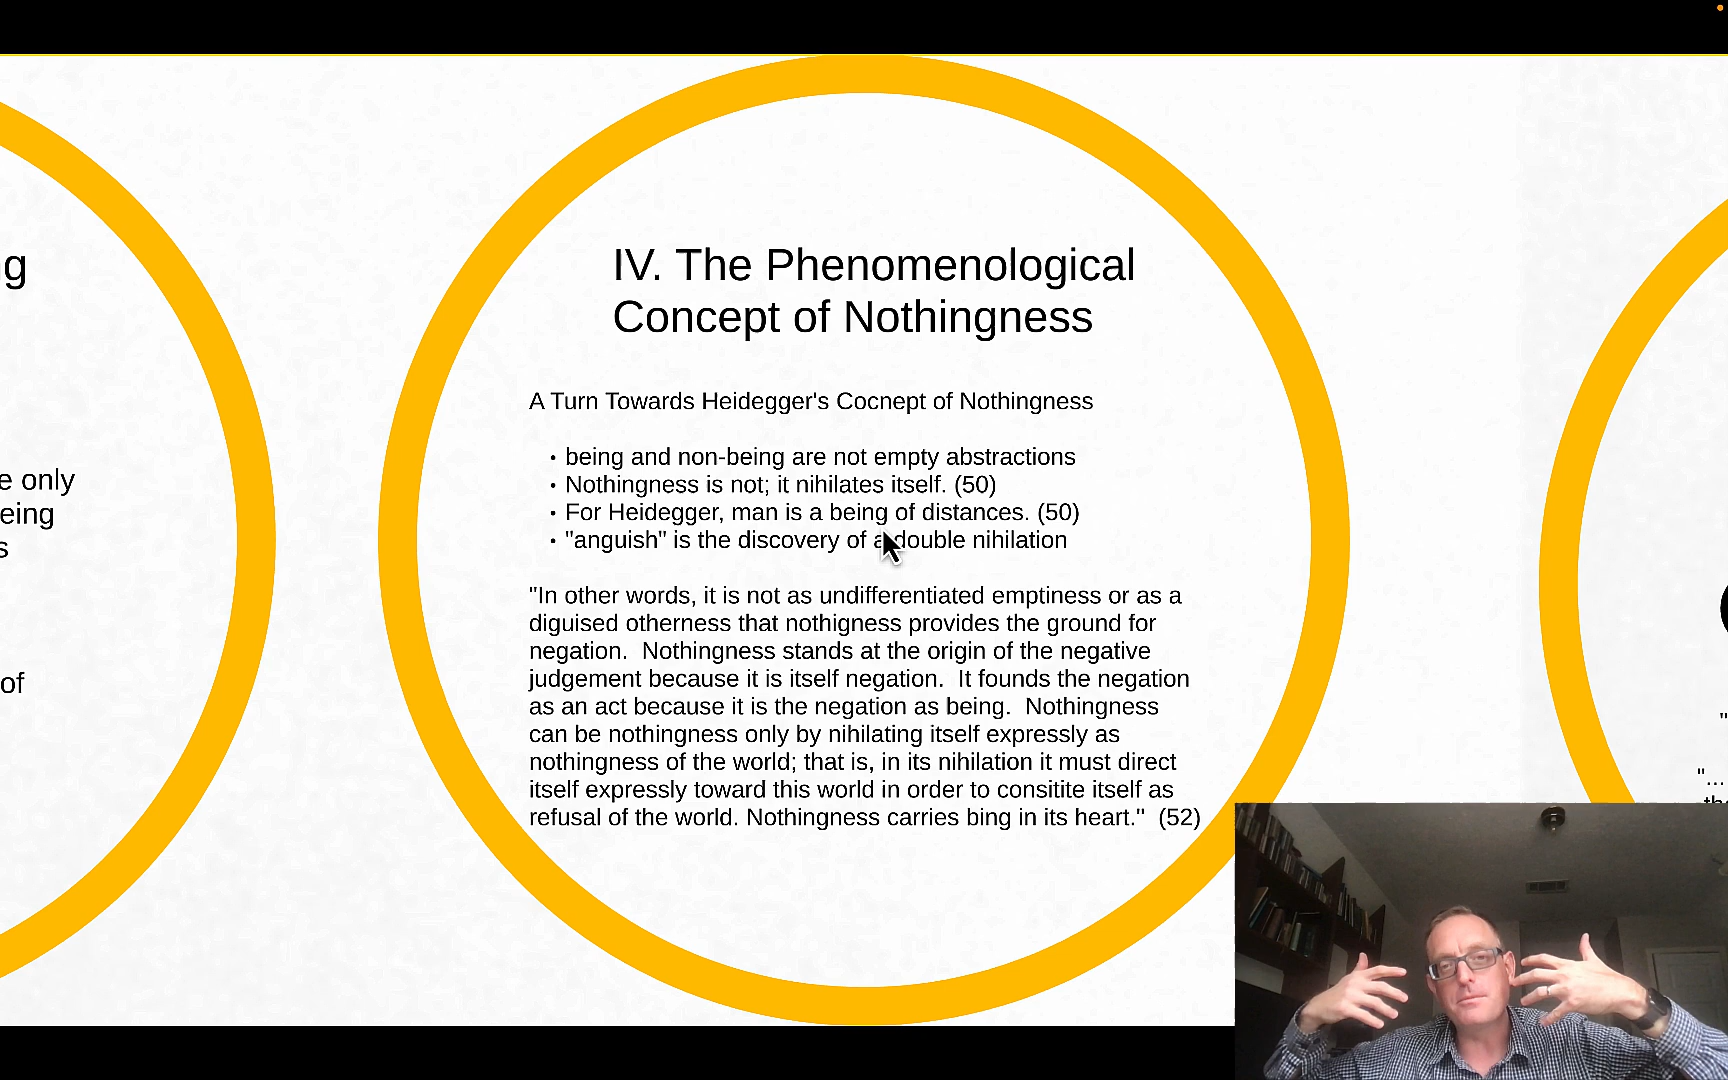 g
e only
eing
s
of
IV. The Phenomenological
Concept of Nothingness
A Turn Towards Heidegger's Cocnept of Nothingness
• being and non-being are not empty abstractions
• Nothingness is not; it nihilates itself. (50)
• For Heidegger, man is a being of distances. (50)
• "anguish" is the discovery of a double nihilation
"In other words, it is not as undifferentiated emptiness or as a
diguised otherness that nothigness provides the ground for
negation.  Nothingness stands at the origin of the negative
judgement because it is itself negation.  It founds the negation
as an act because it is the negation as being.  Nothingness
can be nothingness only by nihilating itself expressly as
nothingness of the world; that is, in its nihilation it must direct
itself expressly toward this world in order to consitite itself as
refusal of the world. Nothingness carries bing in its heart."  (52)
"
"...